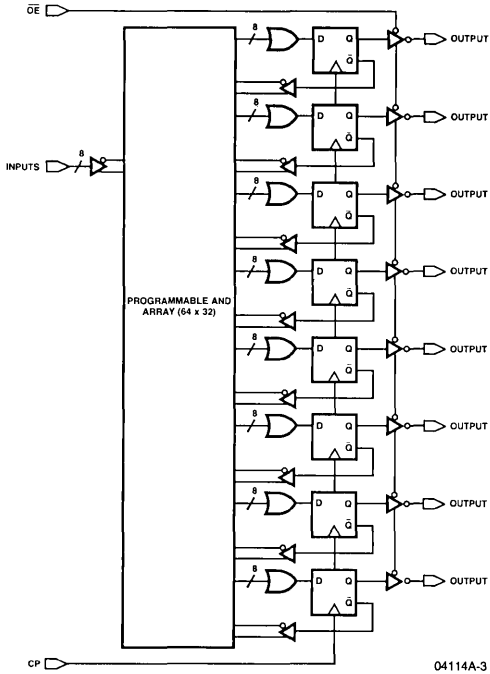 O̅E̅
8 D Q OUTPUT
Q̅
8 D Q OUTPUT
Q̅
INPUTS 8
8 D Q OUTPUT
Q̅
8 D Q OUTPUT
Q̅
PROGRAMMABLE AND
ARRAY (64 x 32)
8 D Q OUTPUT
Q̅
8 D Q OUTPUT
Q̅
8 D Q OUTPUT
Q̅
8 D Q OUTPUT
Q̅
CP
04114A-3